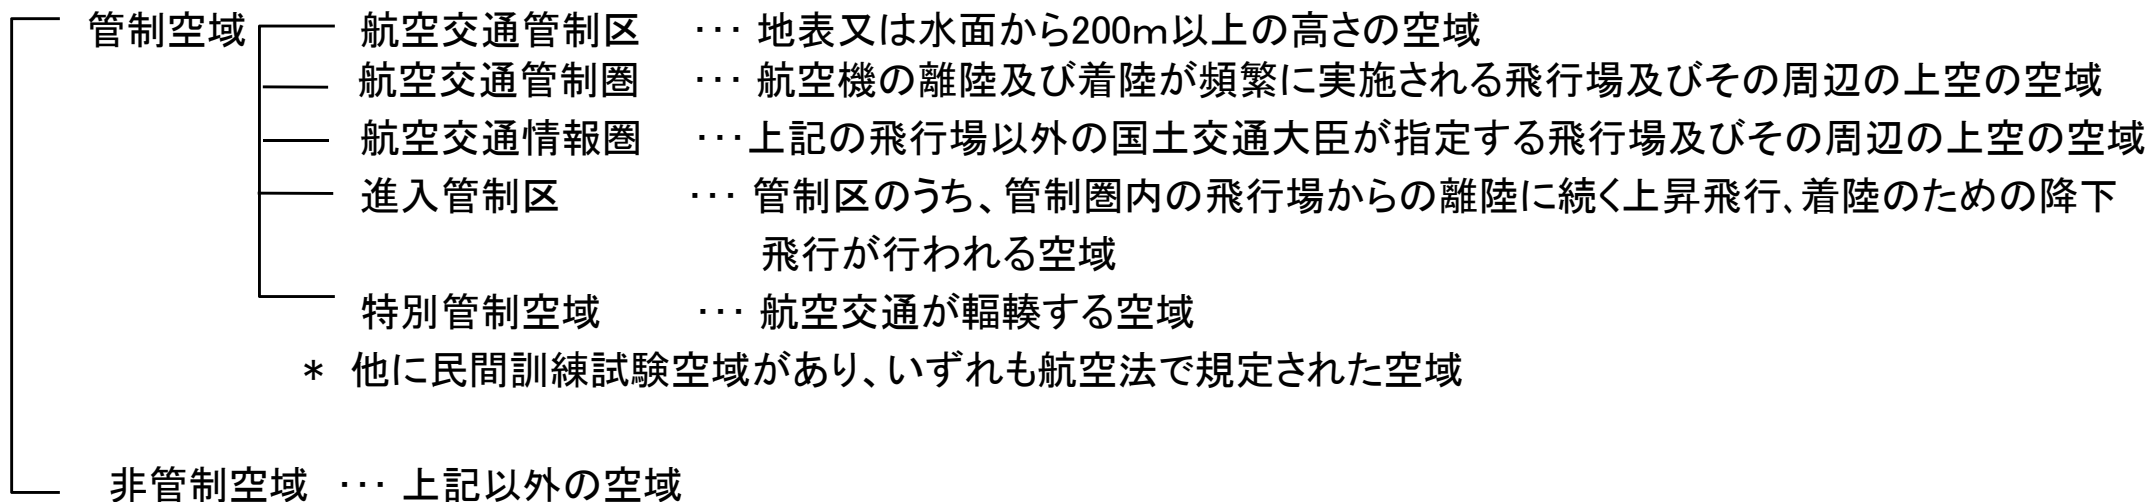 管制空域 航空交通管制区 ･･･ 地表又は水面から200ｍ以上の高さの空域
航空交通管制圏 ･･･ 航空機の離陸及び着陸が頻繁に実施される飛行場及びその周辺の上空の空域
航空交通情報圏 ･･･上記の飛行場以外の国土交通大臣が指定する飛行場及びその周辺の上空の空域
進入管制区 ･･･ 管制区のうち、管制圏内の飛行場からの離陸に続く上昇飛行､着陸のための降下
飛行が行われる空域
特別管制空域 ･･･ 航空交通が輻輳する空域
* 他に民間訓練試験空域があり、いずれも航空法で規定された空域
非管制空域 ･･･ 上記以外の空域